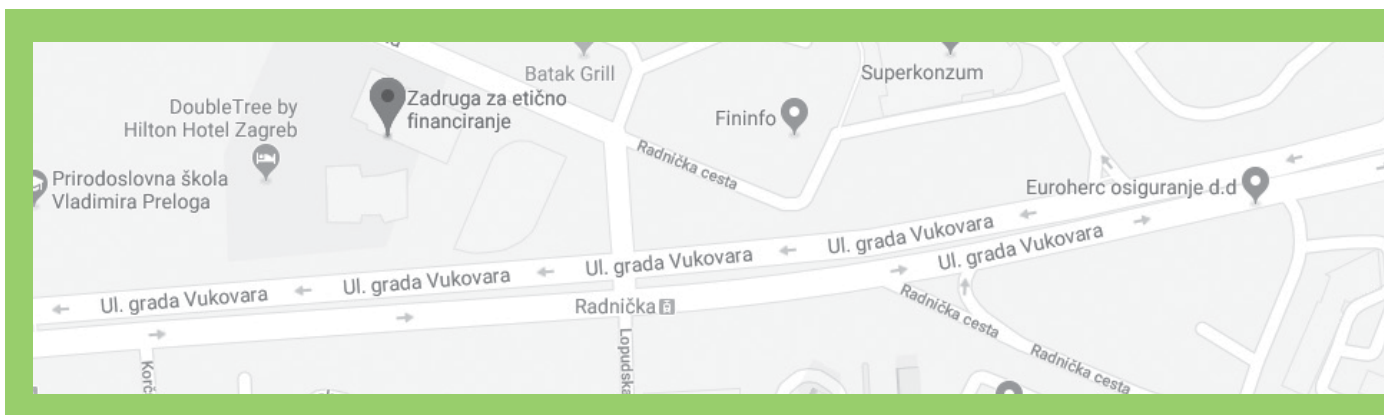 Batak Grill
Superkonzum
DoubleTree by
Hilton Hotel Zagreb
Zadruga za etično
financiranje
Fininfo
Radnička cesta
Prirodoslovna škola
Vladimira Preloga
Euroherc osiguranje d.d
Ul. grada Vukovara
Ul. grada Vukovara
Ul. grada Vukovara
Ul. grada Vukovara
Ul. grada Vukovara
Radnička
Radnička cesta
Radnička cesta
Lopudska
Korč